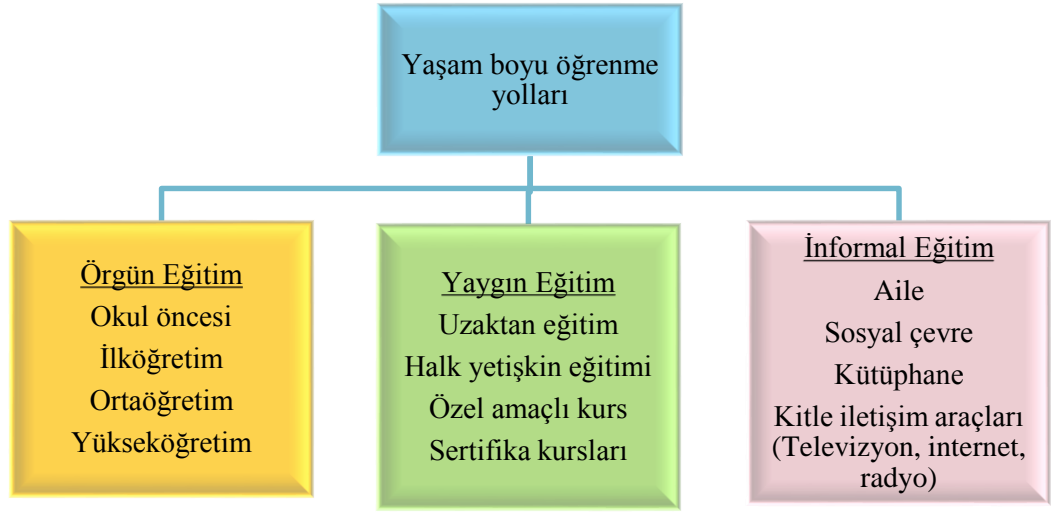 Yaşam boyu öğrenme
yolları
Örgün Eğitim
Okul öncesi
İlköğretim
Ortaöğretim
Yükseköğretim
Yaygın Eğitim
Uzaktan eğitim
Halk yetişkin eğitimi
Özel amaçlı kurs
Sertifika kursları
İnformal Eğitim
Aile
Sosyal çevre
Kütüphane
Kitle iletişim araçları
(Televizyon, internet,
radyo)